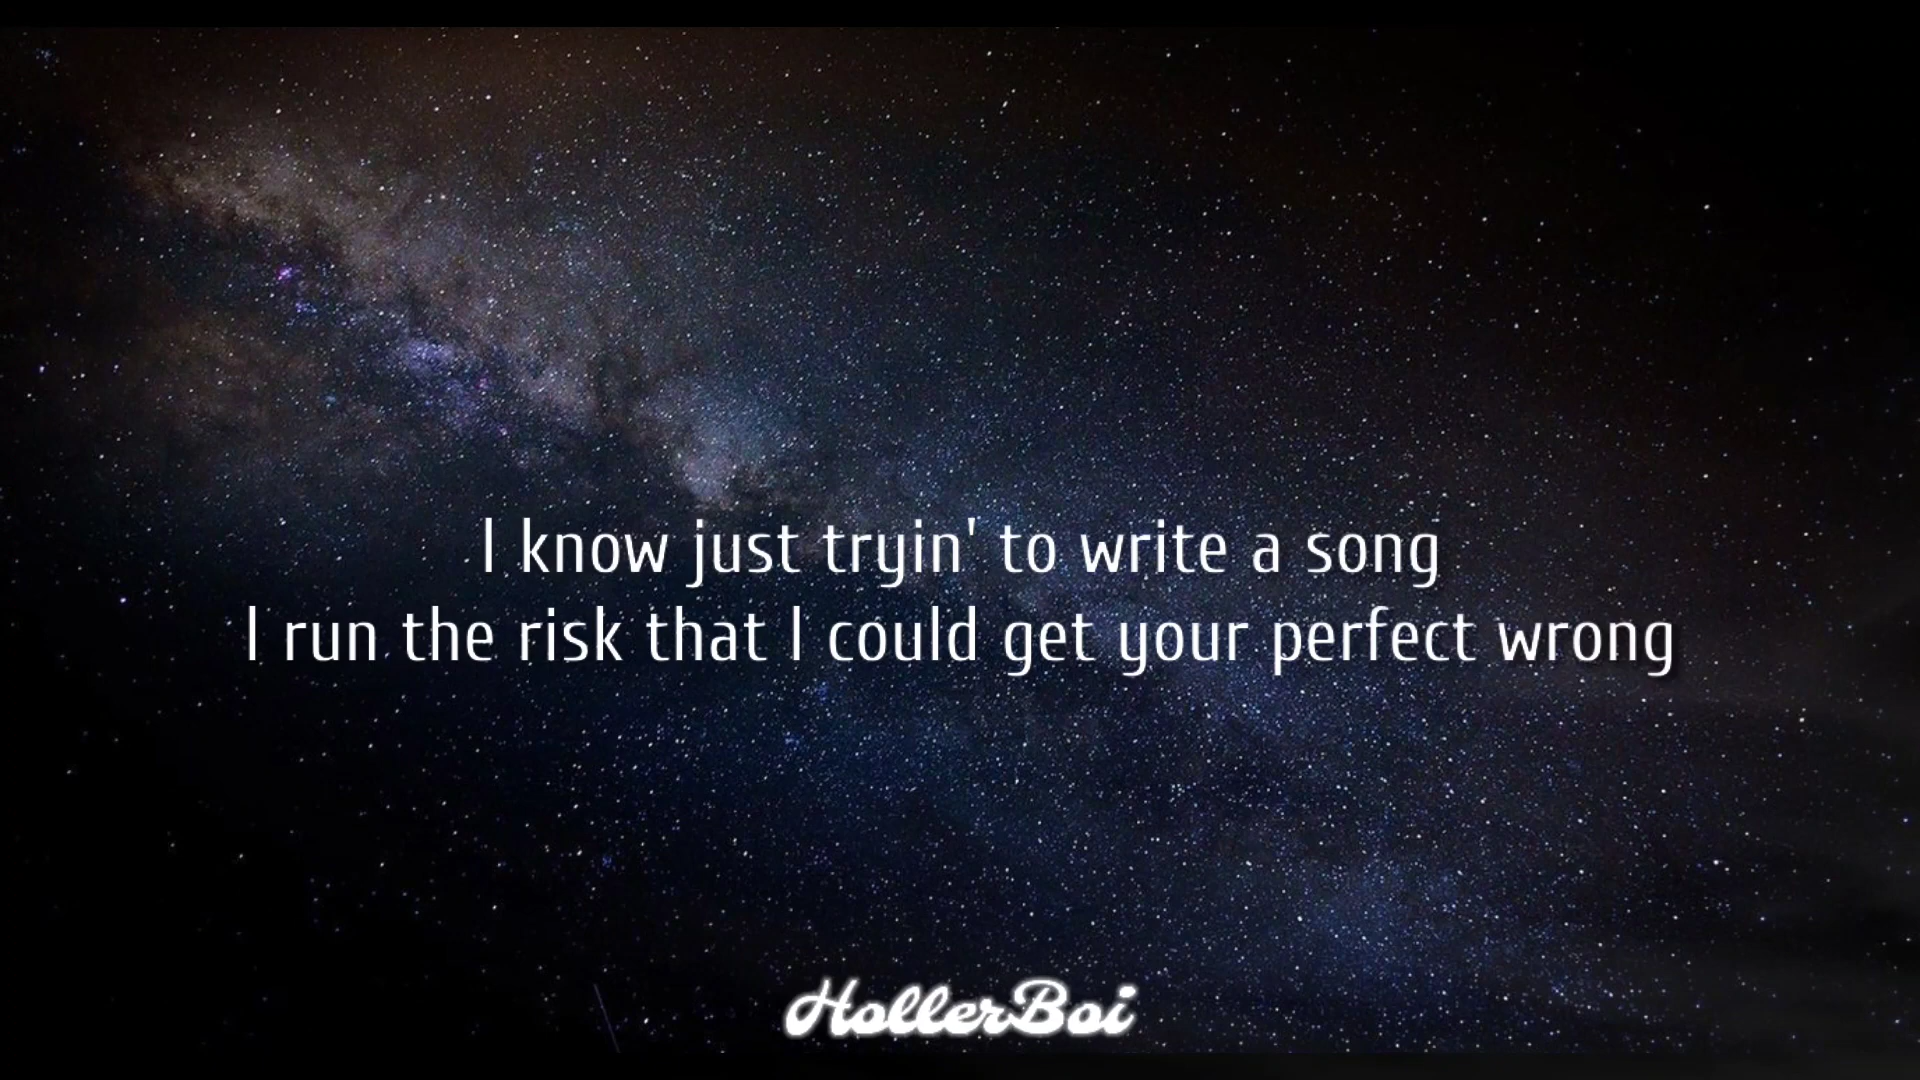 I know just tryin' to write a song
I run the risk that I could get your perfect wrong
HollerBoi